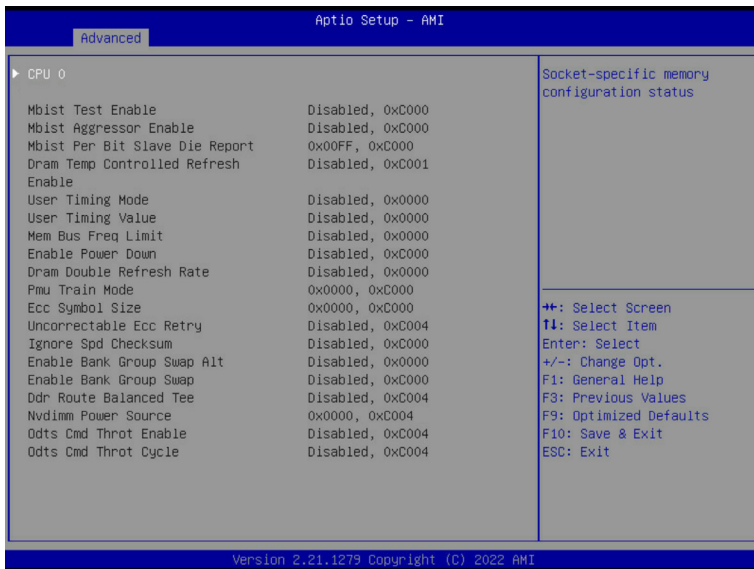 Aptio Setup - AMI
Advanced
CPU 0
Mbist Test Enable Disabled, 0xC000
Mbist Aggressor Enable Disabled, 0xC000
Mbist Per Bit Slave Die Report 0x00FF, 0xC000
Dram Temp Controlled Refresh Disabled, 0xC001
Enable
User Timing Mode Disabled, 0x0000
User Timing Value Disabled, 0x0000
Mem Bus Freq Limit Disabled, 0x0000
Enable Power Down Disabled, 0xC000
Dram Double Refresh Rate Disabled, 0x0000
Pmu Train Mode 0x0000, 0xC000
Ecc Symbol Size 0x0000, 0xC000
Uncorrectable Ecc Retry Disabled, 0xC004
Ignore Spd Checksum Disabled, 0xC000
Enable Bank Group Swap Alt Disabled, 0x0000
Enable Bank Group Swap Disabled, 0xC000
Ddr Route Balanced Tee Disabled, 0xC004
Nvdimm Power Source 0x0000, 0xC004
Odts Cmd Throt Enable Disabled, 0xC004
Odts Cmd Throt Cycle Disabled, 0xC004
Socket-specific memory
configuration status
→←: Select Screen
↑↓: Select Item
Enter: Select
+/-: Change Opt.
F1: General Help
F3: Previous Values
F9: Optimized Defaults
F10: Save & Exit
ESC: Exit
Version 2.21.1279 Copyright (C) 2022 AMI